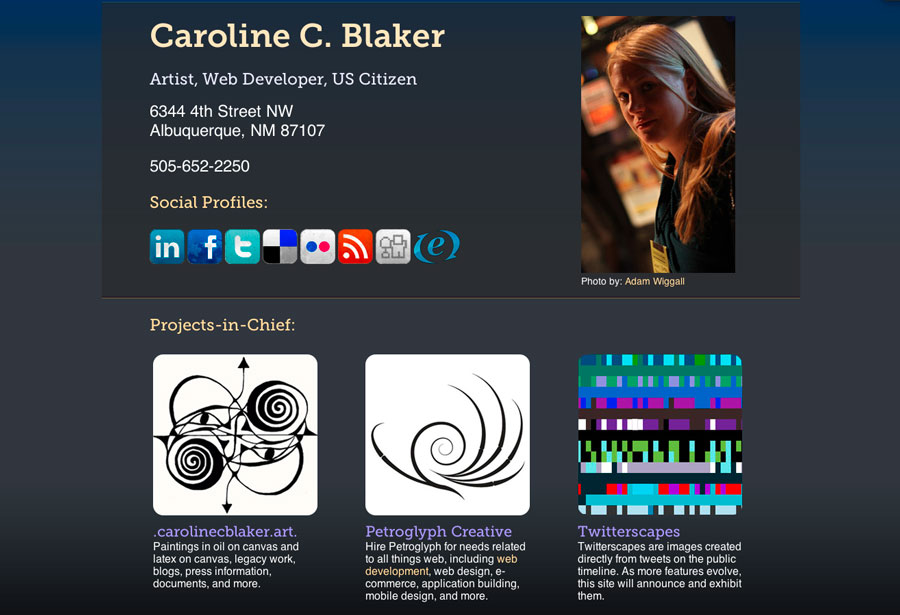 Caroline C. Blaker
Artist, Web Developer, US Citizen
6344 4th Street NW
Albuquerque, NM 87107
505-652-2250
Social Profiles:
in f t (e)
Photo by: Adam Wiggall
Projects-in-Chief:
.carolinecblaker.art.
Paintings in oil on canvas and
latex on canvas, legacy work,
blogs, press information,
documents, and more.
Petroglyph Creative
Hire Petroglyph for needs related
to all things web, including web
development, web design, e-
commerce, application building,
mobile design, and more.
Twitterscapes
Twitterscapes are images created
directly from tweets on the public
timeline. As more features evolve,
this site will announce and exhibit
them.